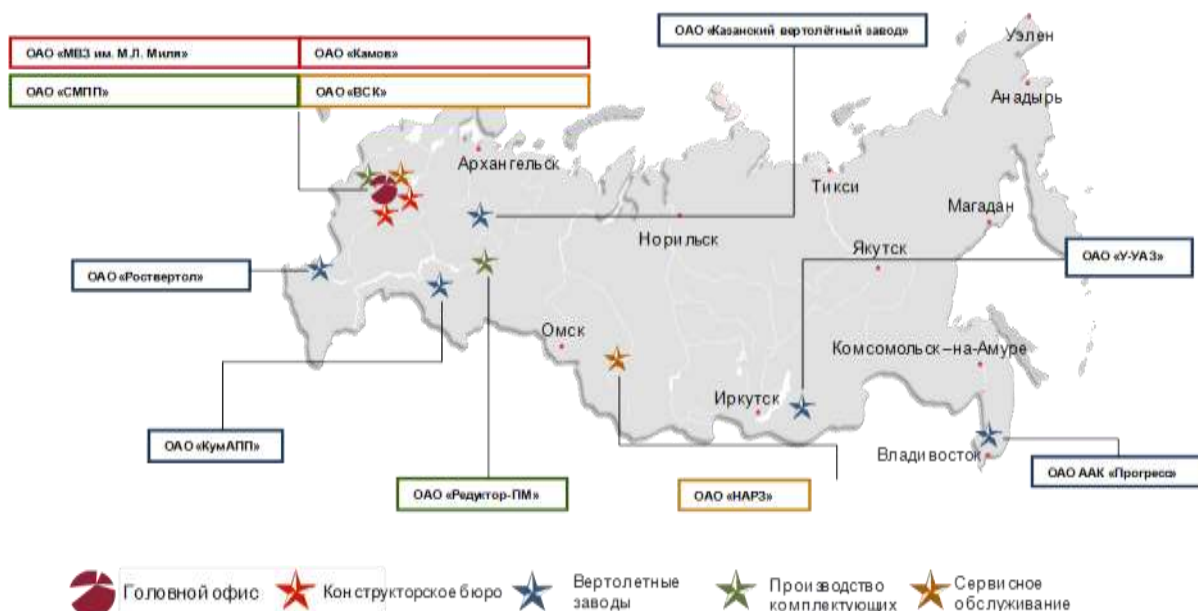 ОАО «МВЗ им. М.Л. Миля»
ОАО «Камов»
ОАО «СМПП»
ОАО «ВСК»
ОАО «Казанский вертолётный завод»
Уэлен
Анадырь
Архангельск
Тикси
Магадан
Норильск
Якутск
ОАО «У-УАЗ»
ОАО «Роствертол»
Омск
Комсомольск–на-Амуре
Иркутск
ОАО «КумАПП»
Владивосток
ОАО ААК «Прогресс»
ОАО «Редуктор-ПМ»
ОАО «НАРЗ»
Головной офис
Конструкторское бюро
Вертолетные
заводы
Производство
комплектующих
Сервисное
обслуживание